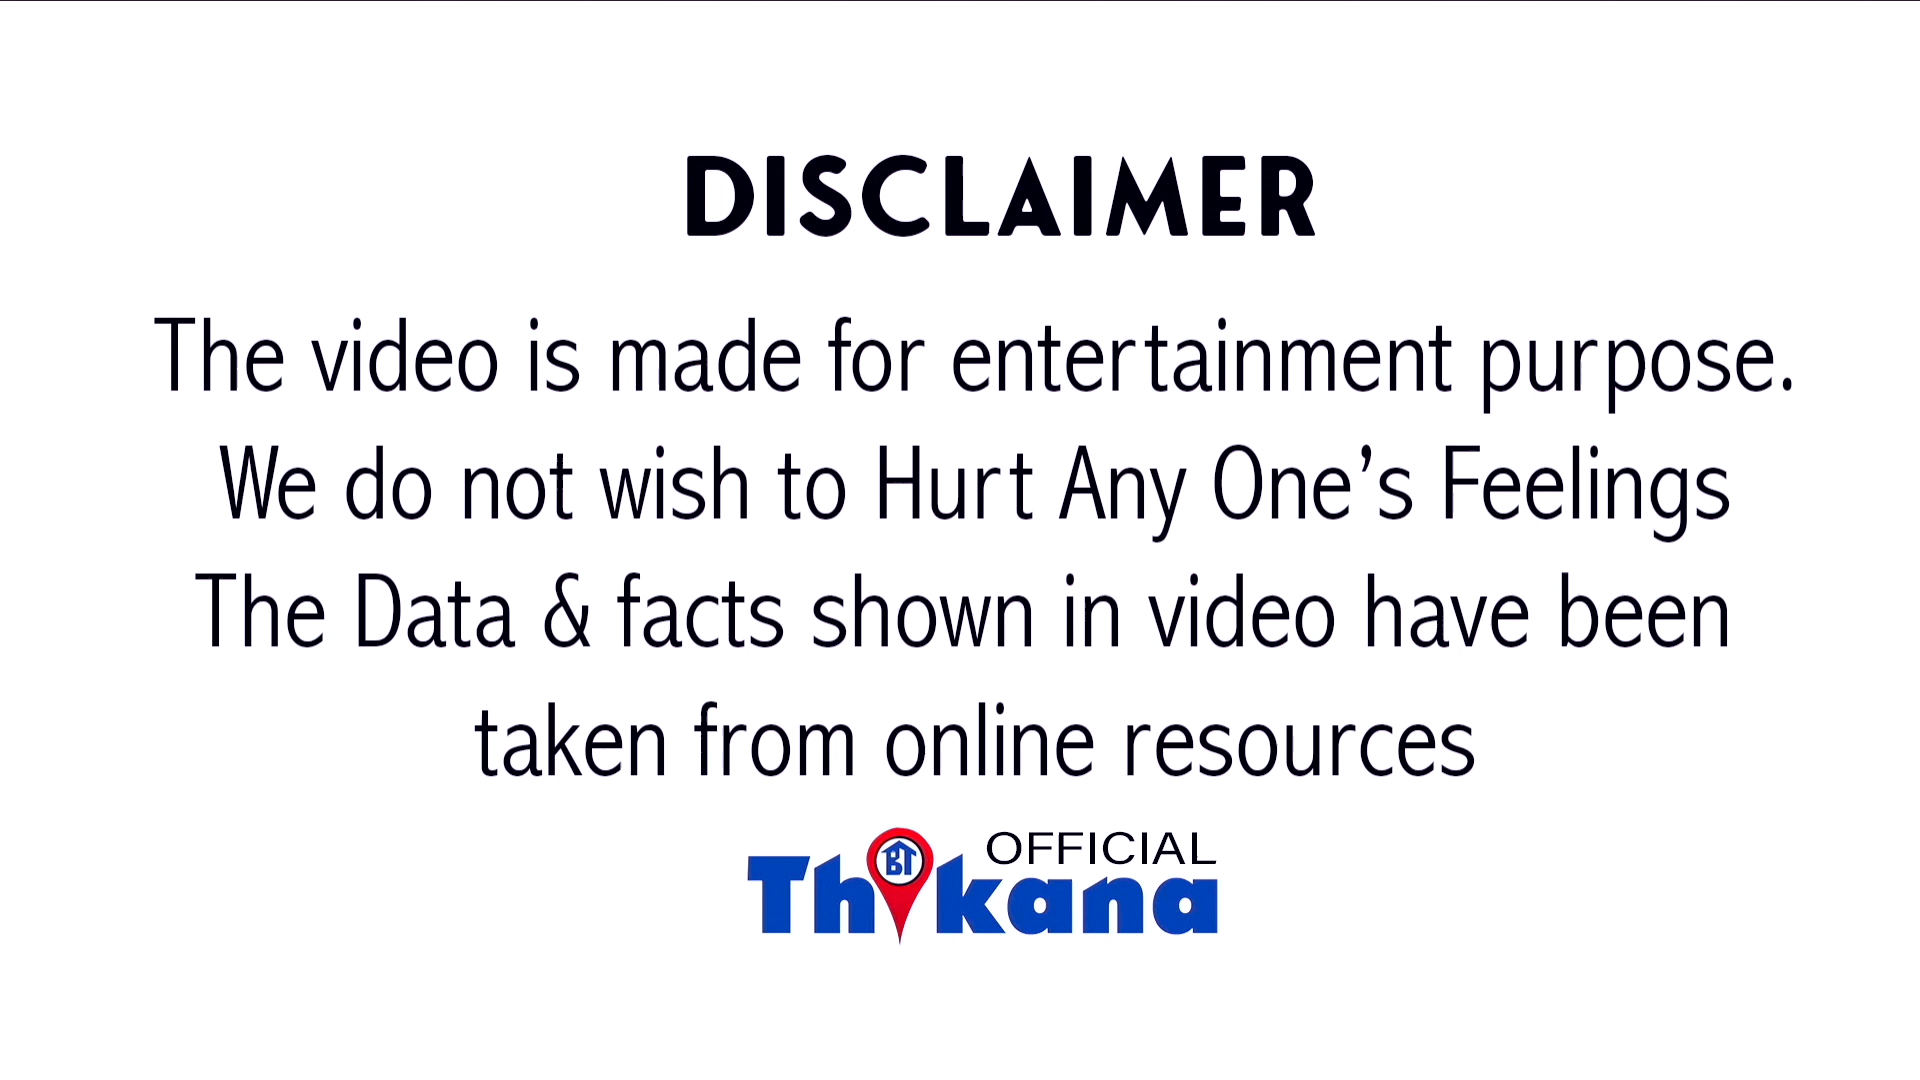 DISCLAIMER
The video is made for entertainment purpose.
We do not wish to Hurt Any One’s Feelings
The Data & facts shown in video have been
taken from online resources
OFFICIAL
BT
Thikana